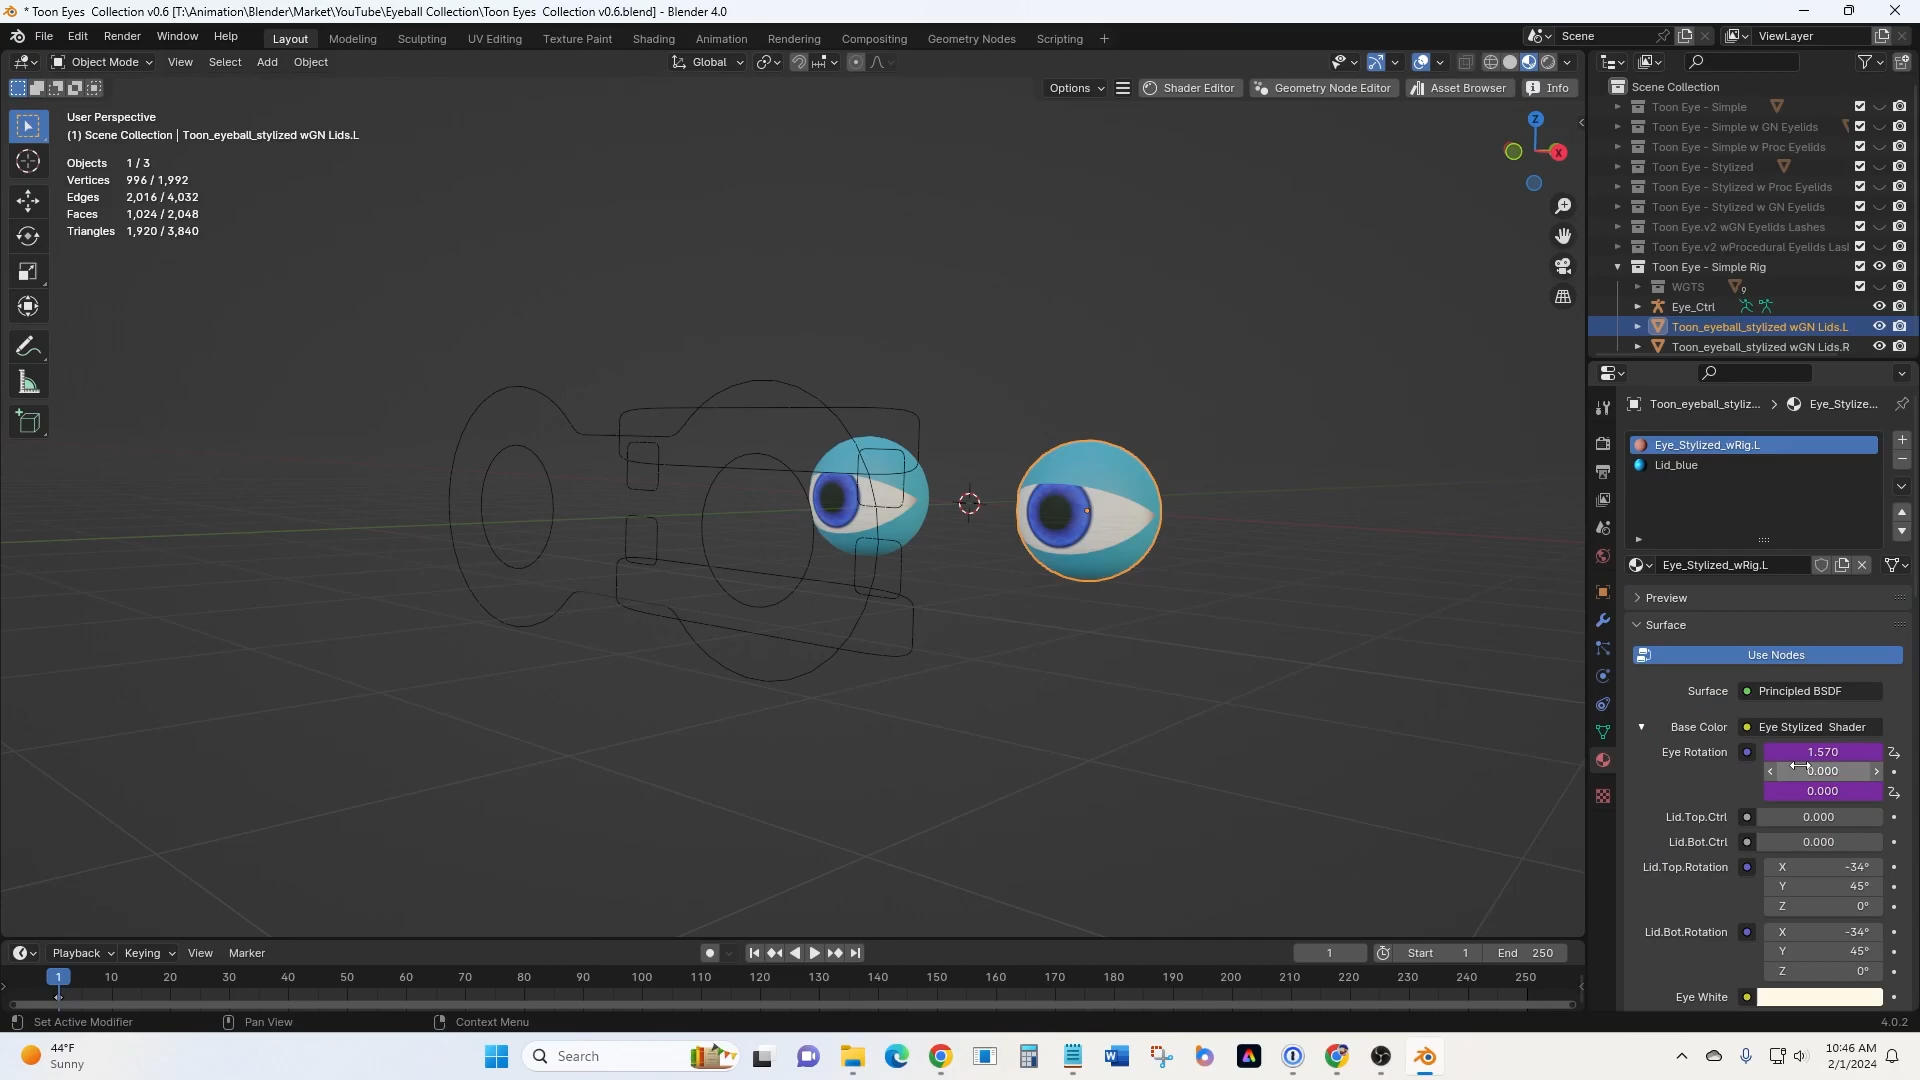 * Toon Eyes  Collection v0.6 [T:\Animation\Blender\Market\YouTube\Eyeball Collection\Toon Eyes  Collection v0.6.blend] - Blender 4.0
File Edit Render Window Help Layout Modeling Sculpting UV Editing Texture Paint Shading Animation Rendering Compositing Geometry Nodes Scripting + Scene ViewLayer
Object Mode View Select Add Object Global
Options Shader Editor Geometry Node Editor Asset Browser Info
User Perspective
(1) Scene Collection | Toon_eyeball_stylized wGN Lids.L
Objects 1 / 3
Vertices 996 / 1,992
Edges 2,016 / 4,032
Faces 1,024 / 2,048
Triangles 1,920 / 3,840
Z
X
Scene Collection
Toon Eye - Simple
Toon Eye - Simple w GN Eyelids
Toon Eye - Simple w Proc Eyelids
Toon Eye - Stylized
Toon Eye - Stylized w Proc Eyelids
Toon Eye - Stylized w GN Eyelids
Toon Eye.v2 wGN Eyelids Lashes
Toon Eye.v2 wProcedural Eyelids Lasl
Toon Eye - Simple Rig
WGTS 9
Eye_Ctrl
Toon_eyeball_stylized wGN Lids.L
Toon_eyeball_stylized wGN Lids.R
Toon_eyeball_styliz... > Eye_Stylize...
Eye_Stylized_wRig.L
Lid_blue
Eye_Stylized_wRig.L
Preview
Surface
Use Nodes
Surface Principled BSDF
Base Color Eye Stylized  Shader
Eye Rotation 1.570
0.000
0.000
Lid.Top.Ctrl 0.000
Lid.Bot.Ctrl 0.000
Lid.Top.Rotation X -34°
Y 45°
Z 0°
Lid.Bot.Rotation X -34°
Y 45°
Z 0°
Eye White
Playback Keying View Marker 1 Start 1 End 250
1 10 20 30 40 50 60 70 80 90 100 110 120 130 140 150 160 170 180 190 200 210 220 230 240 250
Set Active Modifier Pan View Context Menu 4.0.2
44°F
Sunny
Search
10:46 AM
2/1/2024